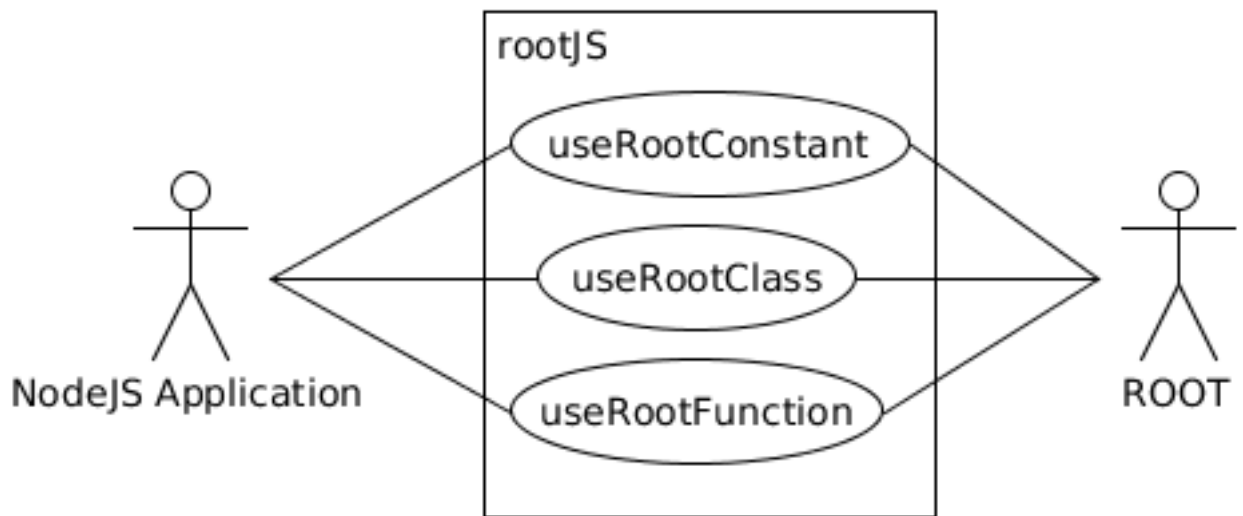 rootJS
useRootConstant
useRootClass
useRootFunction
NodeJS Application
ROOT